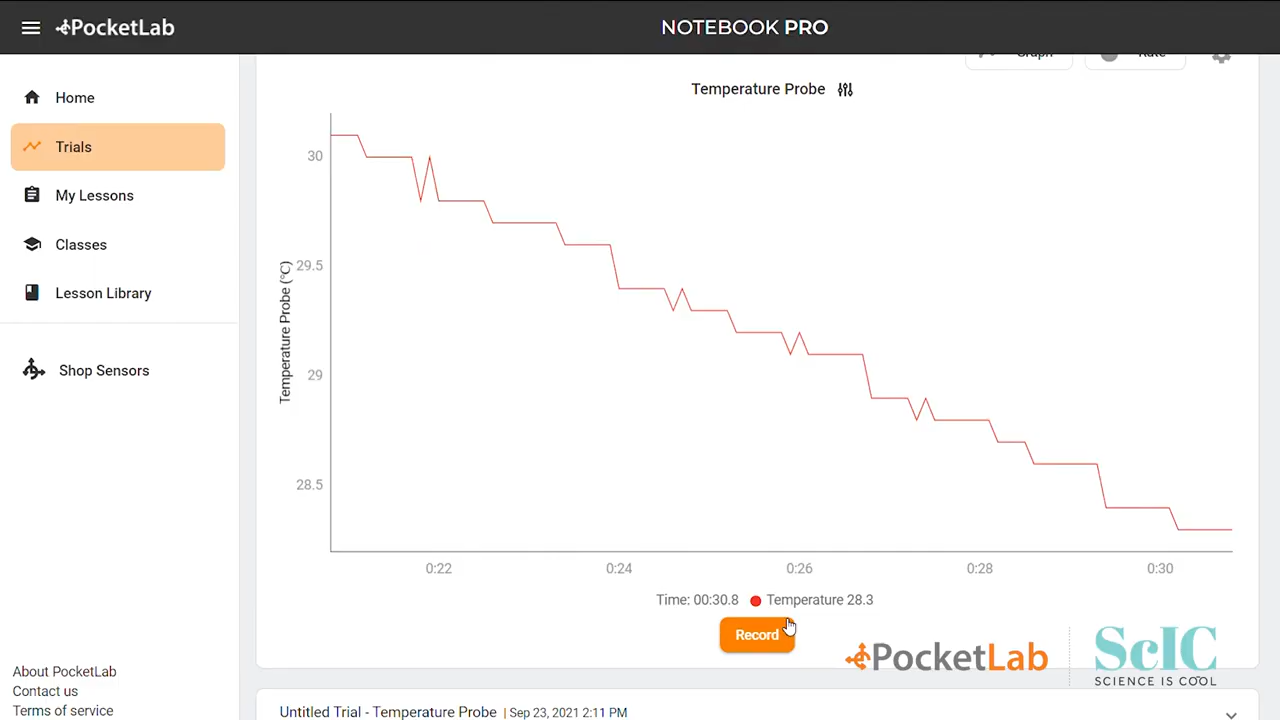 PocketLab
NOTEBOOK PRO
Home
Trials
My Lessons
Classes
Lesson Library
Shop Sensors
About PocketLab
Contact us
Terms of service
Graph
Rate
Temperature Probe
Temperature Probe (°C)
30
29.5
29
28.5
0:22 0:24 0:26 0:28 0:30
Time: 00:30.8 Temperature 28.3
Record
PocketLab
ScIC
SCIENCE IS COOL
Untitled Trial - Temperature Probe | Sep 23, 2021 2:11 PM